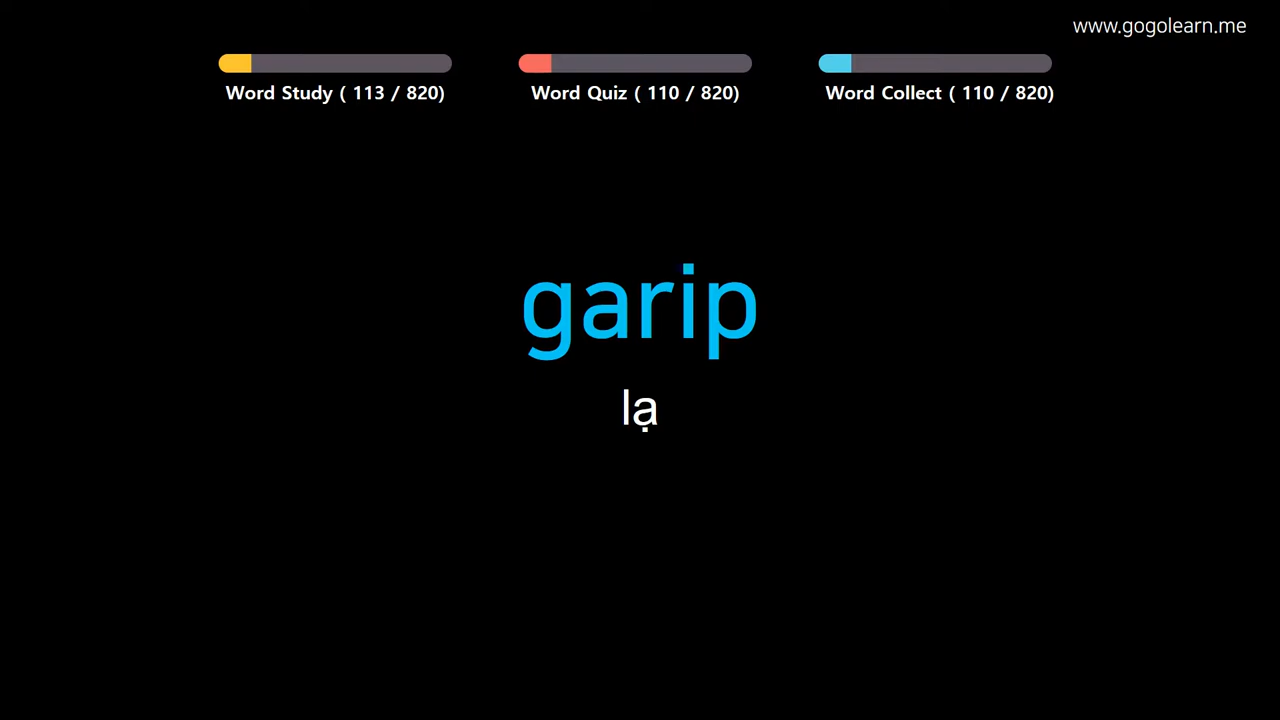 www.gogolearn.me
Word Study ( 113 / 820)
Word Quiz ( 110 / 820)
Word Collect ( 110 / 820)
garip
lạ